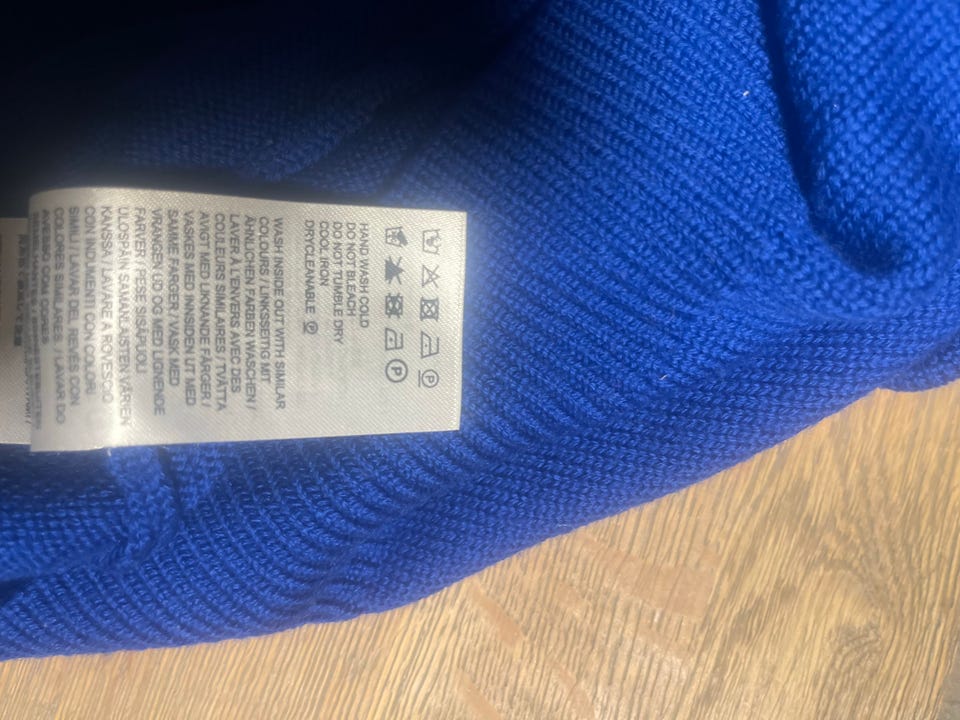 HAND WASH COLD
DO NOT BLEACH
DO NOT TUMBLE DRY
COOL IRON
DRYCLEANABLE Ⓟ
WASH INSIDE OUT WITH SIMILAR
COLOURS / LINKSSEITIG MIT
ÄHNLICHEN FARBEN WASCHEN /
LAVER À L'ENVERS AVEC DES
COULEURS SIMILAIRES / TVÄTTA
AVIGT MED LIKNANDE FÄRGER /
VASKES MED INNSIDEN UT MED
SAMME FARGER / VASK MED
VRANGEN UD OG MED LIGNENDE
FARVER / PESE SISÄPUOLI
ULOSPÄIN SAMANLAISTEN VÄRIEN
KANSSA / LAVARE A ROVESCIO
CON INDUMENTI CON COLORI
SIMILI / LAVAR DEL REVÉS CON
COLORES SIMILARES / LAVAR DO
AVESSO COM CORES